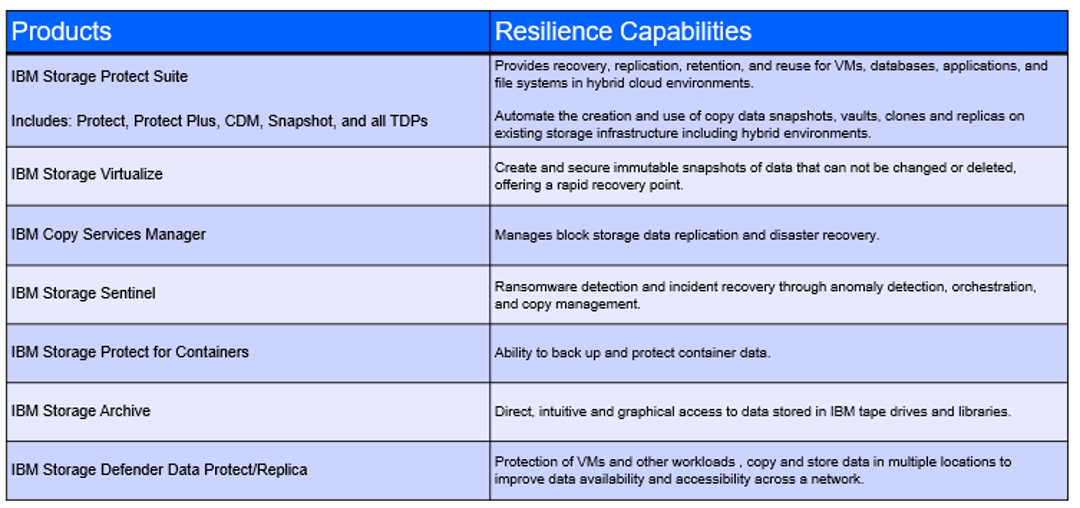 Products
Resilience Capabilities
IBM Storage Protect Suite
Includes: Protect, Protect Plus, CDM, Snapshot, and all TDPs
Provides recovery, replication, retention, and reuse for VMs, databases, applications, and
file systems in hybrid cloud environments.
Automate the creation and use of copy data snapshots, vaults, clones and replicas on
existing storage infrastructure including hybrid environments.
IBM Storage Virtualize
Create and secure immutable snapshots of data that can not be changed or deleted,
offering a rapid recovery point.
IBM Copy Services Manager
Manages block storage data replication and disaster recovery.
IBM Storage Sentinel
Ransomware detection and incident recovery through anomaly detection, orchestration,
and copy management.
IBM Storage Protect for Containers
Ability to back up and protect container data.
IBM Storage Archive
Direct, intuitive and graphical access to data stored in IBM tape drives and libraries.
IBM Storage Defender Data Protect/Replica
Protection of VMs and other workloads , copy and store data in multiple locations to
improve data availability and accessibility across a network.